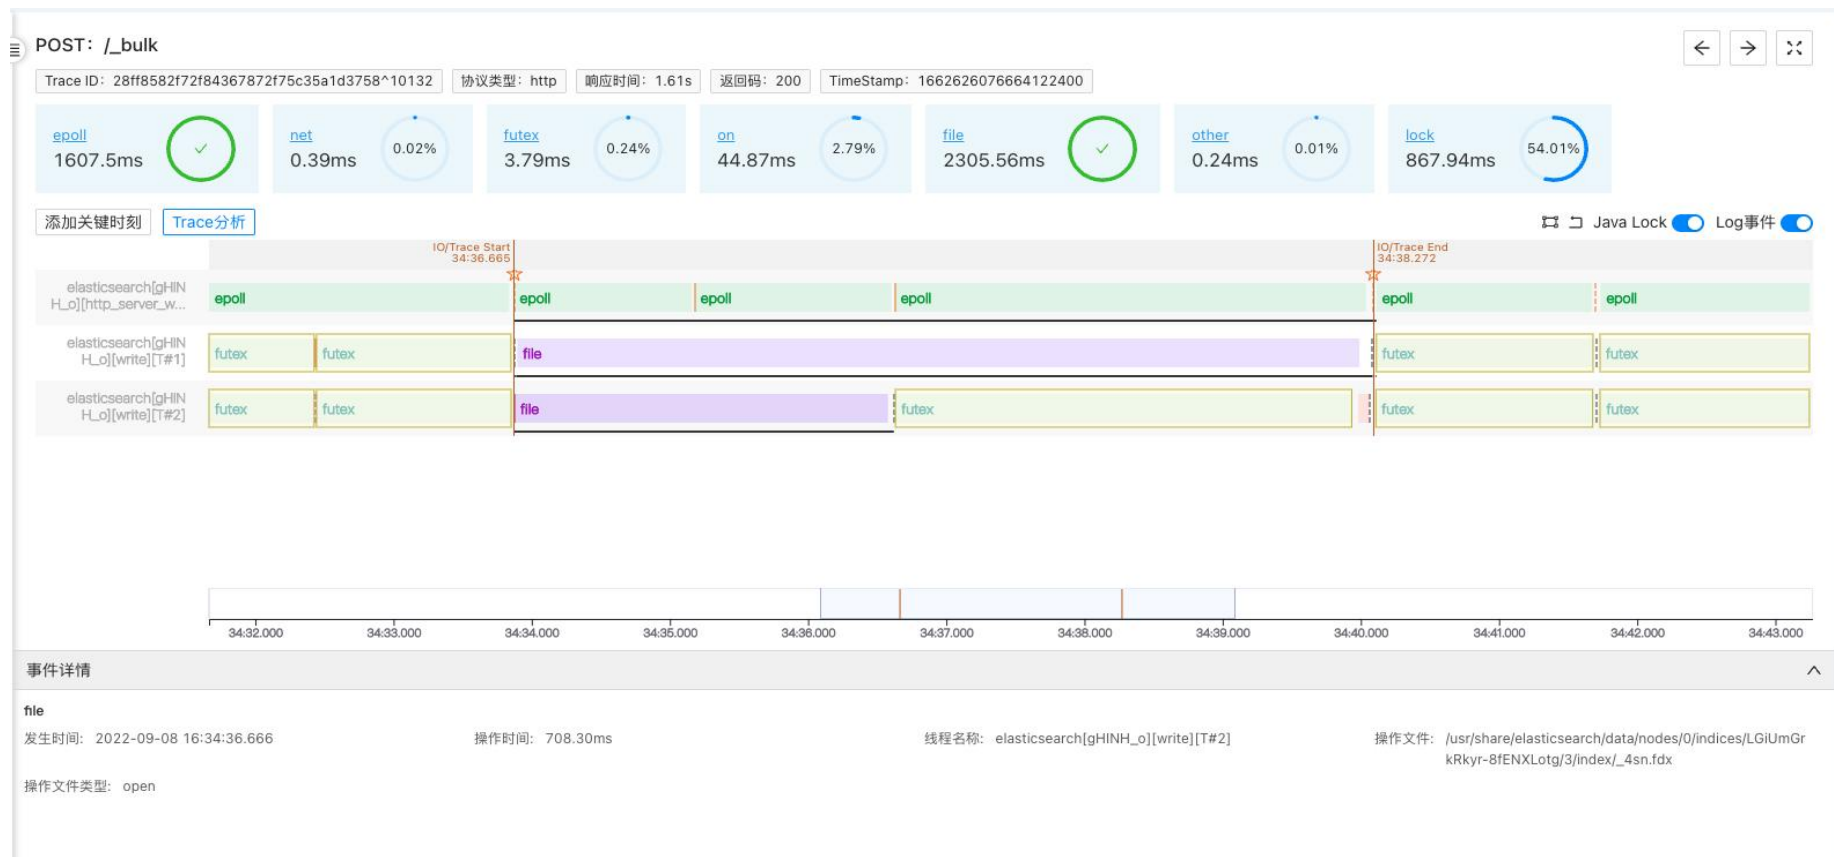 POST: /_bulk
Trace ID: 28ff8582f72f84367872f75c35a1d3758^10132 协议类型: http 响应时间: 1.61s 返回码: 200 TimeStamp: 1662626076664122400
epoll net futex on file other lock
1607.5ms 0.39ms 0.02% 3.79ms 0.24% 44.87ms 2.79% 2305.56ms 0.24ms 0.01% 867.94ms 54.01%
添加关键时刻 Trace分析 Java Lock Log事件
IO/Trace Start IO/Trace End
34:36.665 34:38.272
elasticsearch[gHIN
H_o][http_server_w... epoll epoll epoll epoll epoll epoll
elasticsearch[gHIN
H_o][write][T#1] futex futex file futex futex
elasticsearch[gHIN
H_o][write][T#2] futex futex file futex futex futex
34:32.000 34:33.000 34:34.000 34:35.000 34:36.000 34:37.000 34:38.000 34:39.000 34:40.000 34:41.000 34:42.000 34:43.000
事件详情
file
发生时间: 2022-09-08 16:34:36.666 操作时间: 708.30ms 线程名称: elasticsearch[gHINH_o][write][T#2] 操作文件: /usr/share/elasticsearch/data/nodes/0/indices/LGiUmGr
kRkyr-8fENXLotg/3/index/_4sn.fdx
操作文件类型: open